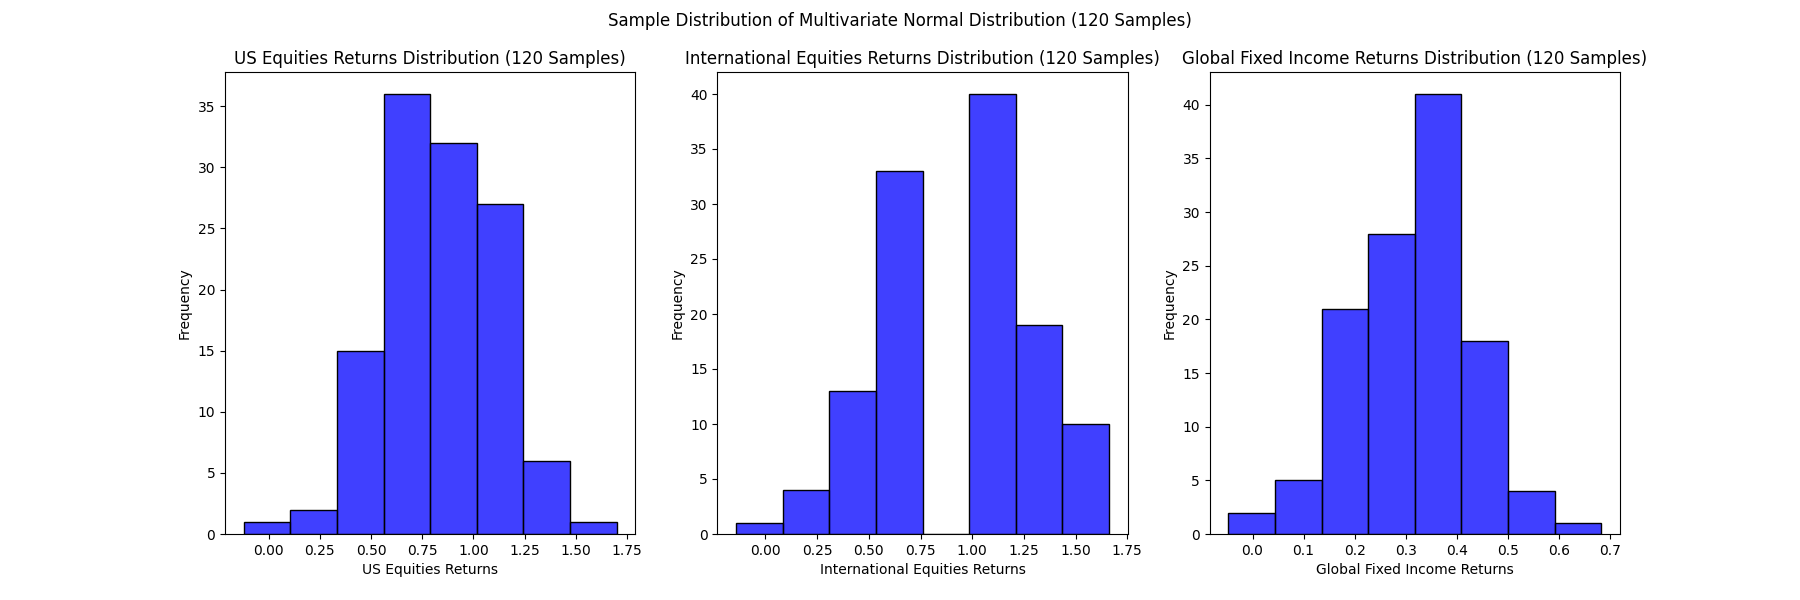 Sample Distribution of Multivariate Normal Distribution (120 Samples)
US Equities Returns Distribution (120 Samples)
35
30
25
20
15
10
5
0
Frequency
0.00 0.25 0.50 0.75 1.00 1.25 1.50 1.75
US Equities Returns
International Equities Returns Distribution (120 Samples)
40
35
30
25
20
15
10
5
0
Frequency
0.00 0.25 0.50 0.75 1.00 1.25 1.50 1.75
International Equities Returns
Global Fixed Income Returns Distribution (120 Samples)
40
35
30
25
20
15
10
5
0
Frequency
0.0 0.1 0.2 0.3 0.4 0.5 0.6 0.7
Global Fixed Income Returns